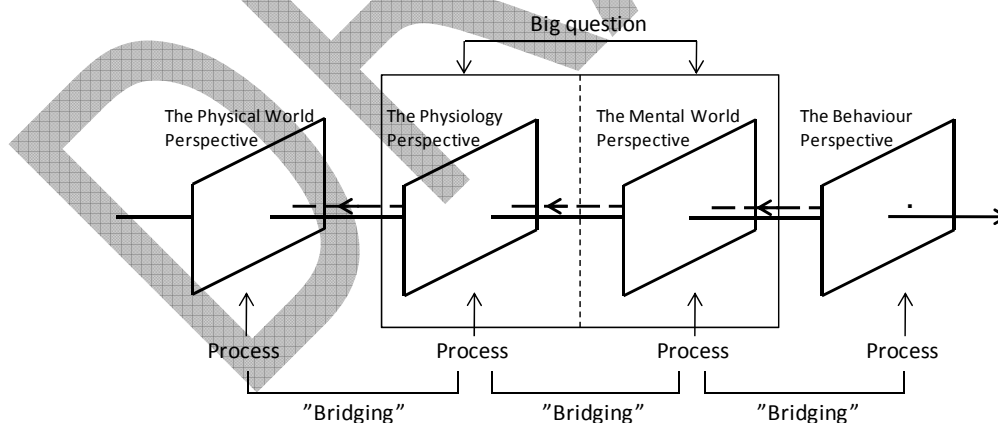 Big question
The Physical World
Perspective
The Physiology
Perspective
The Mental World
Perspective
The Behaviour
Perspective
Process
Process
Process
Process
”Bridging”
”Bridging”
”Bridging”